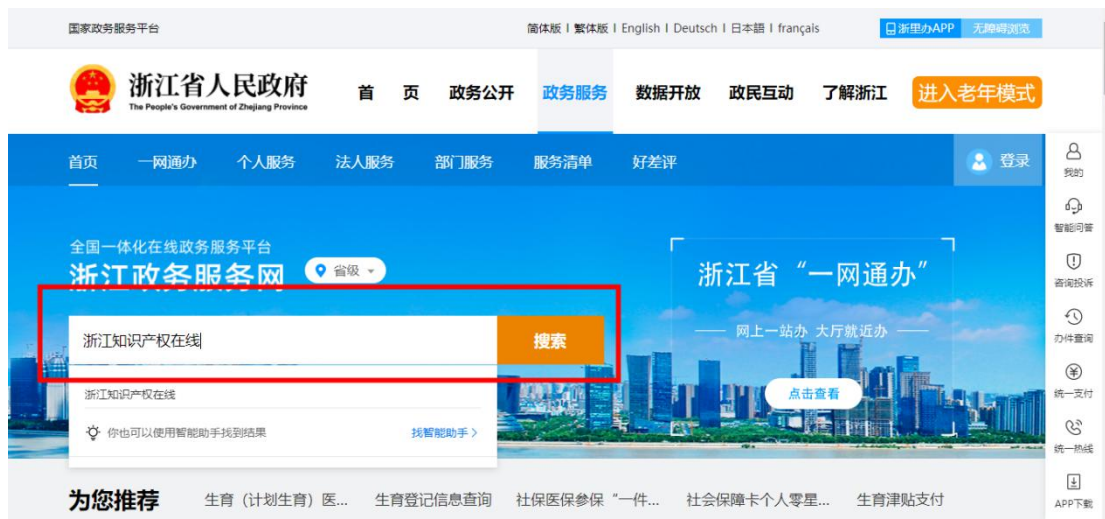 国家政务服务平台
简体版 | 繁体版 | English | Deutsch | 日本語 | français
浙里办APP
无障碍浏览
浙江省人民政府
The People's Government of Zhejiang Province
首 页 政务公开 政务服务 数据开放 政民互动 了解浙江
进入老年模式
首页 一网通办 个人服务 法人服务 部门服务 服务清单 好差评
登录
我的
智能问答
咨询投诉
办件查询
统一支付
统一热线
APP下载
全国一体化在线政务服务平台
浙江政务服务网
省级
浙江知识产权在线
搜索
浙江知识产权在线
你也可以使用智能助手找到结果
找智能助手 >
浙江省“一网通办”
网上一站办 大厅就近办
点击查看
为您推荐 生育（计划生育）医... 生育登记信息查询 社保医保参保“一件... 社会保障卡个人零星... 生育津贴支付